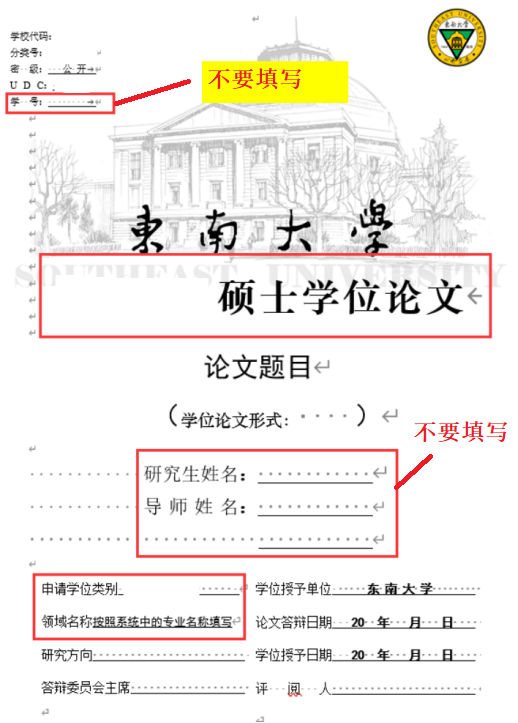 学校代码:
分类号:
密 级: 公 开
U D C:
学 号:
不要填写
東南大學
SOUTHEAST UNIVERSITY
硕士学位论文
论文题目
(学位论文形式: )
不要填写
研究生姓名:
导 师 姓 名:
申请学位类别 学位授予单位 东 南 大 学
领域名称按照系统中的专业名称填写 论文答辩日期 20 年 月 日
研究方向 学位授予日期 20 年 月 日
答辩委员会主席 评 阅 人